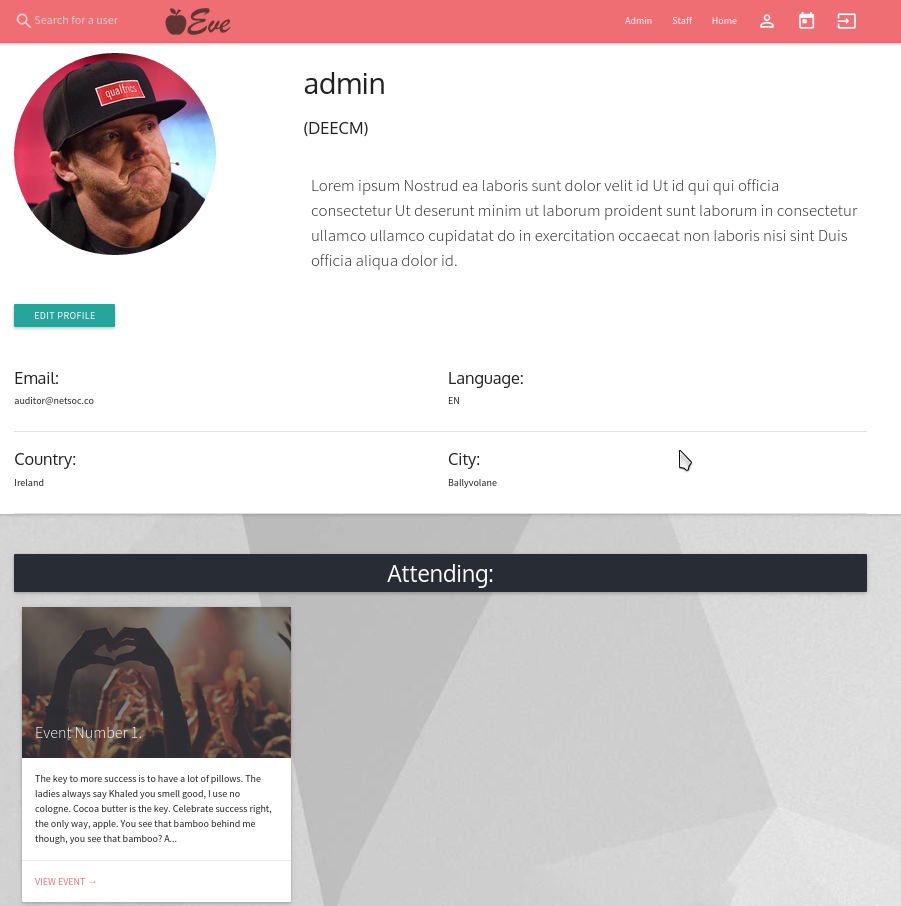 Search for a user
Eve
Admin
Staff
Home
qualtrics
admin
(DEECM)
Lorem ipsum Nostrud ea laboris sunt dolor velit id Ut id qui qui officia
consectetur Ut deserunt minim ut laborum proident sunt laborum in consectetur
ullamco ullamco cupidatat do in exercitation occaecat non laboris nisi sint Duis
officia aliqua dolor id.
EDIT PROFILE
Email:
auditor@netsoc.co
Language:
EN
Country:
Ireland
City:
Ballyvolane
Attending:
Event Number 1.
The key to more success is to have a lot of pillows. The
ladies always say Khaled you smell good, I use no
cologne. Cocoa butter is the key. Celebrate success right,
the only way, apple. You see that bamboo behind me
though, you see that bamboo? A...
VIEW EVENT →